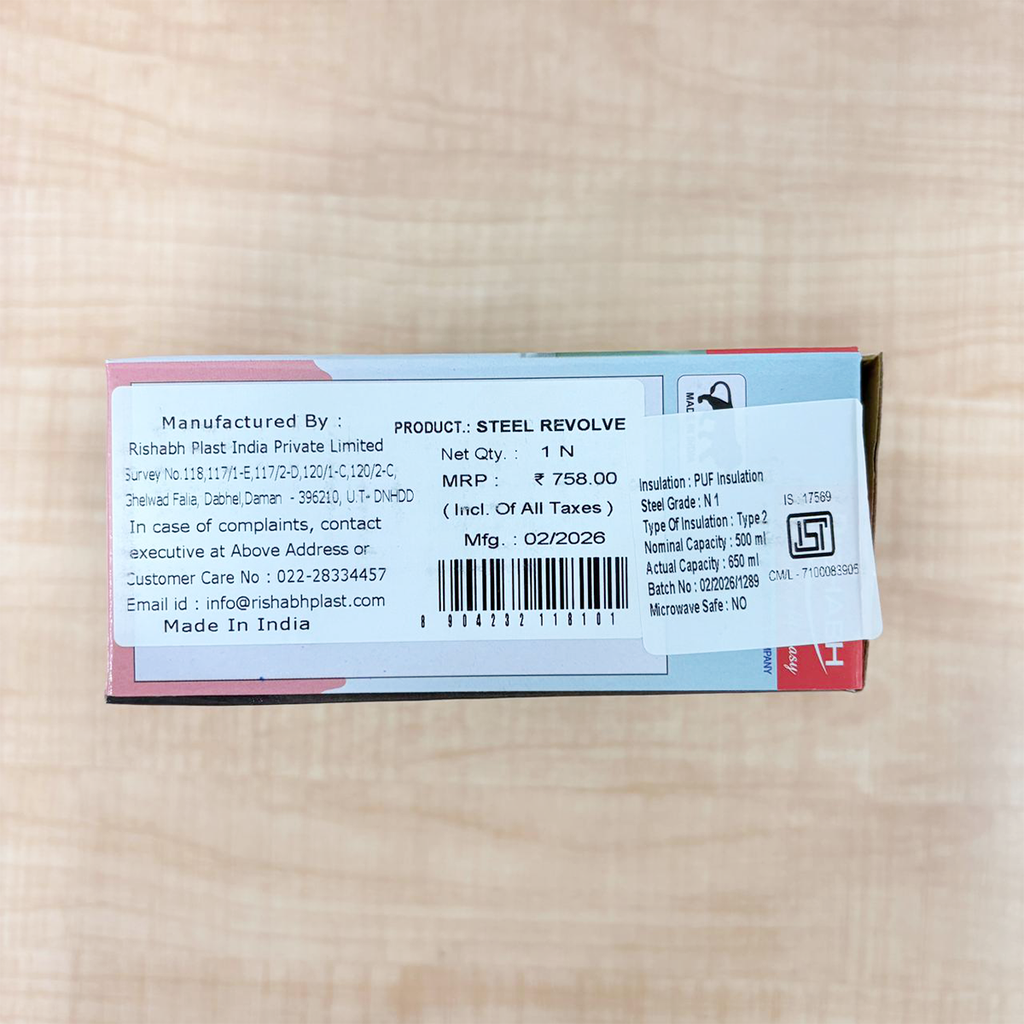 Manufactured By :
Rishabh Plast India Private Limited
Survey No.118,117/1-E,117/2-D,120/1-C,120/2-C,
Ghelwad Falia, Dabhel,Daman - 396210, U.T- DNHDD
In case of complaints, contact
executive at Above Address or
Customer Care No : 022-28334457
Email id : info@rishabhplast.com
Made In India
PRODUCT.: STEEL REVOLVE
Net Qty. : 1 N
MRP : ₹ 758.00
( Incl. Of All Taxes )
Mfg. : 02/2026
8 904232 118101
Insulation : PUF Insulation
Steel Grade : N 1
Type Of Insulation : Type 2
Nominal Capacity : 500 ml
Actual Capacity : 650 ml
Batch No : 02/2026/1289
Microwave Safe : NO
IS : 17569
ISI
CM/L - 7100083905
MAD
easy
MPANY